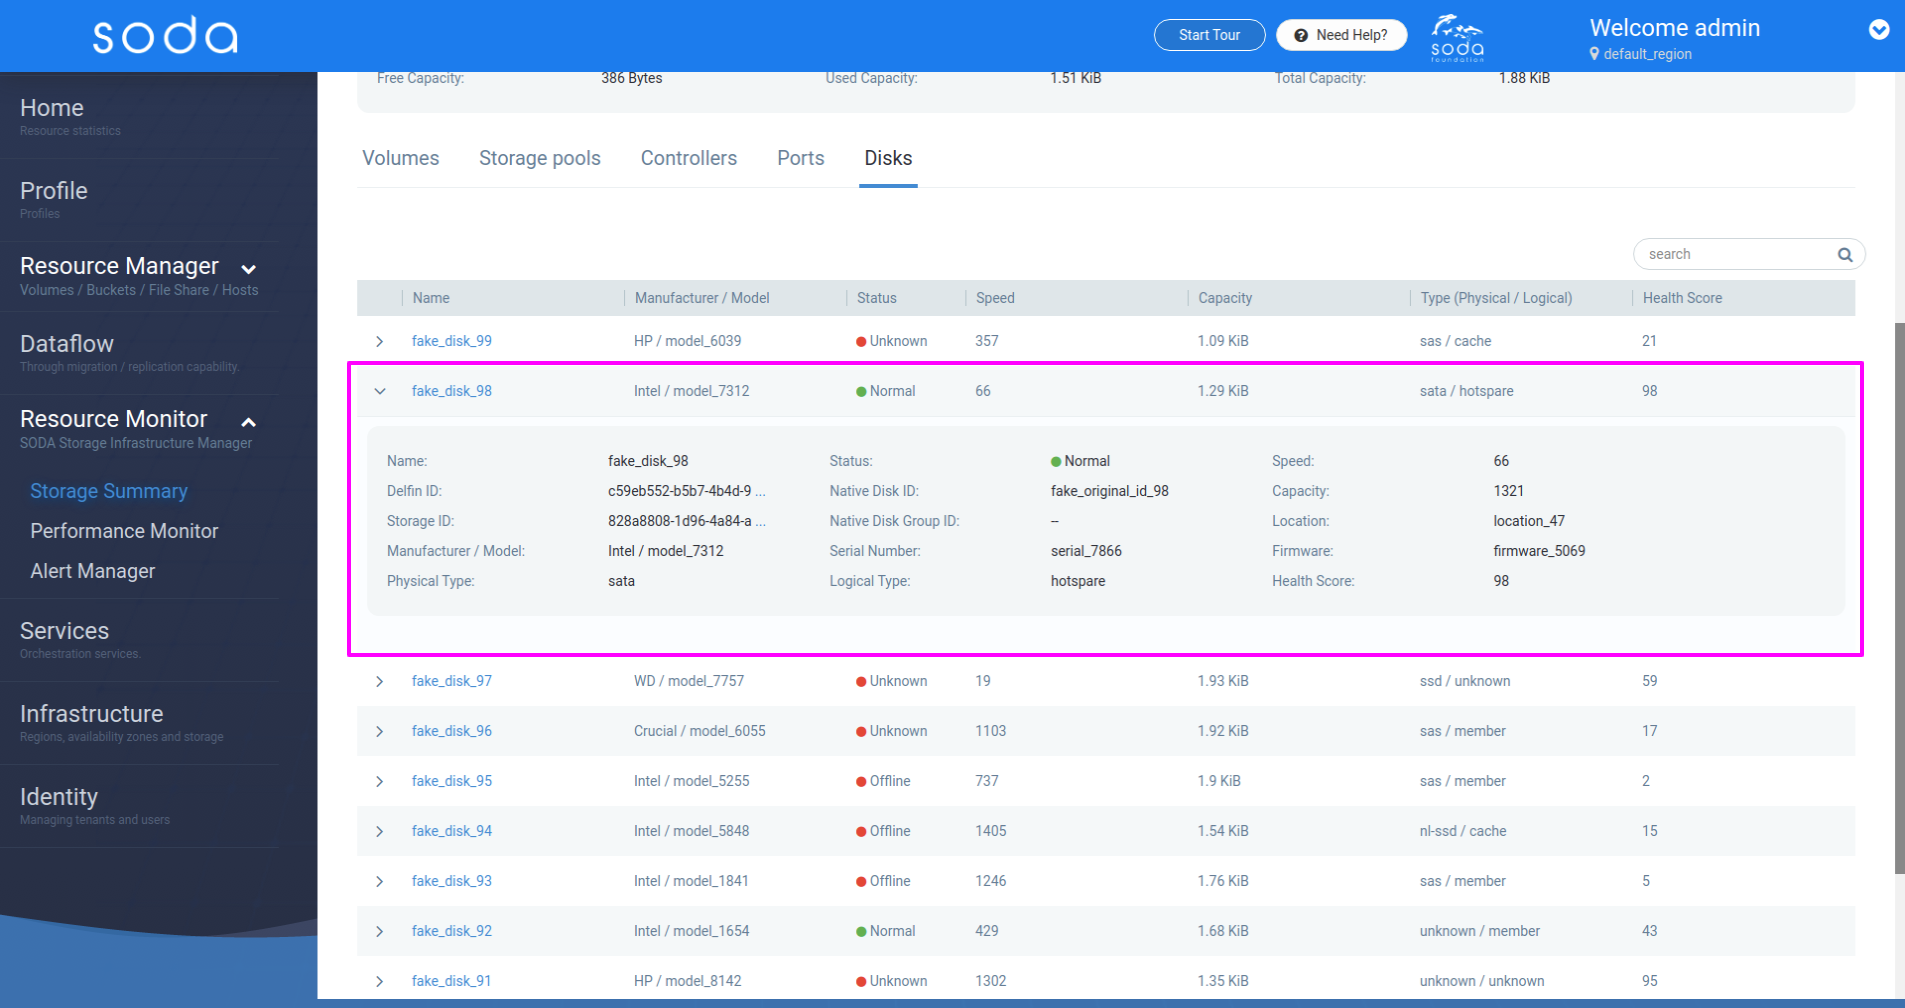 soda
Start Tour
Need Help?
soda
foundation
Welcome admin
default_region
Home
Resource statistics
Profile
Profiles
Resource Manager
Volumes / Buckets / File Share / Hosts
Dataflow
Through migration / replication capability.
Resource Monitor
SODA Storage Infrastructure Manager
Storage Summary
Performance Monitor
Alert Manager
Services
Orchestration services.
Infrastructure
Regions, availability zones and storage
Identity
Managing tenants and users
Free Capacity: 386 Bytes Used Capacity: 1.51 KiB Total Capacity: 1.88 KiB
Volumes Storage pools Controllers Ports Disks
search
Name Manufacturer / Model Status Speed Capacity Type (Physical / Logical) Health Score
fake_disk_99 HP / model_6039 Unknown 357 1.09 KiB sas / cache 21
fake_disk_98 Intel / model_7312 Normal 66 1.29 KiB sata / hotspare 98
Name: fake_disk_98 Status: Normal Speed: 66
Delfin ID: c59eb552-b5b7-4b4d-9 ... Native Disk ID: fake_original_id_98 Capacity: 1321
Storage ID: 828a8808-1d96-4a84-a ... Native Disk Group ID: -- Location: location_47
Manufacturer / Model: Intel / model_7312 Serial Number: serial_7866 Firmware: firmware_5069
Physical Type: sata Logical Type: hotspare Health Score: 98
fake_disk_97 WD / model_7757 Unknown 19 1.93 KiB ssd / unknown 59
fake_disk_96 Crucial / model_6055 Unknown 1103 1.92 KiB sas / member 17
fake_disk_95 Intel / model_5255 Offline 737 1.9 KiB sas / member 2
fake_disk_94 Intel / model_5848 Offline 1405 1.54 KiB nl-ssd / cache 15
fake_disk_93 Intel / model_1841 Offline 1246 1.76 KiB sas / member 5
fake_disk_92 Intel / model_1654 Normal 429 1.68 KiB unknown / member 43
fake_disk_91 HP / model_8142 Unknown 1302 1.35 KiB unknown / unknown 95